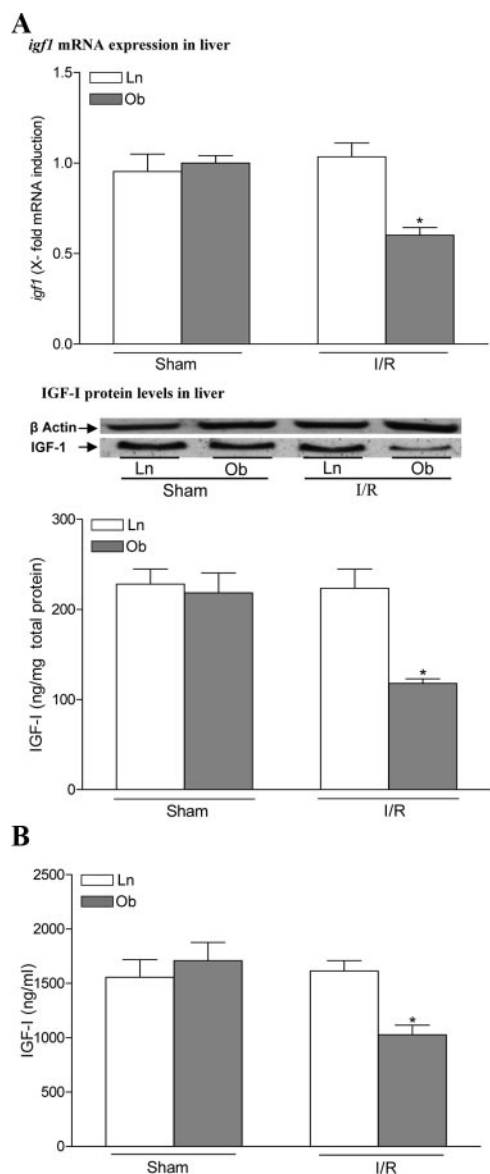 A
igf1 mRNA expression in liver
igf1 (X- fold mRNA induction)
1.5
1.0
0.5
0.0
Ln
Ob
*
Sham
I/R
IGF-I protein levels in liver
β Actin
IGF-1
Ln
Ob
Ln
Ob
Sham
I/R
IGF-I (ng/mg total protein)
300
200
100
0
Ln
Ob
*
Sham
I/R
B
IGF-I (ng/ml)
2500
2000
1500
1000
500
0
Ln
Ob
*
Sham
I/R